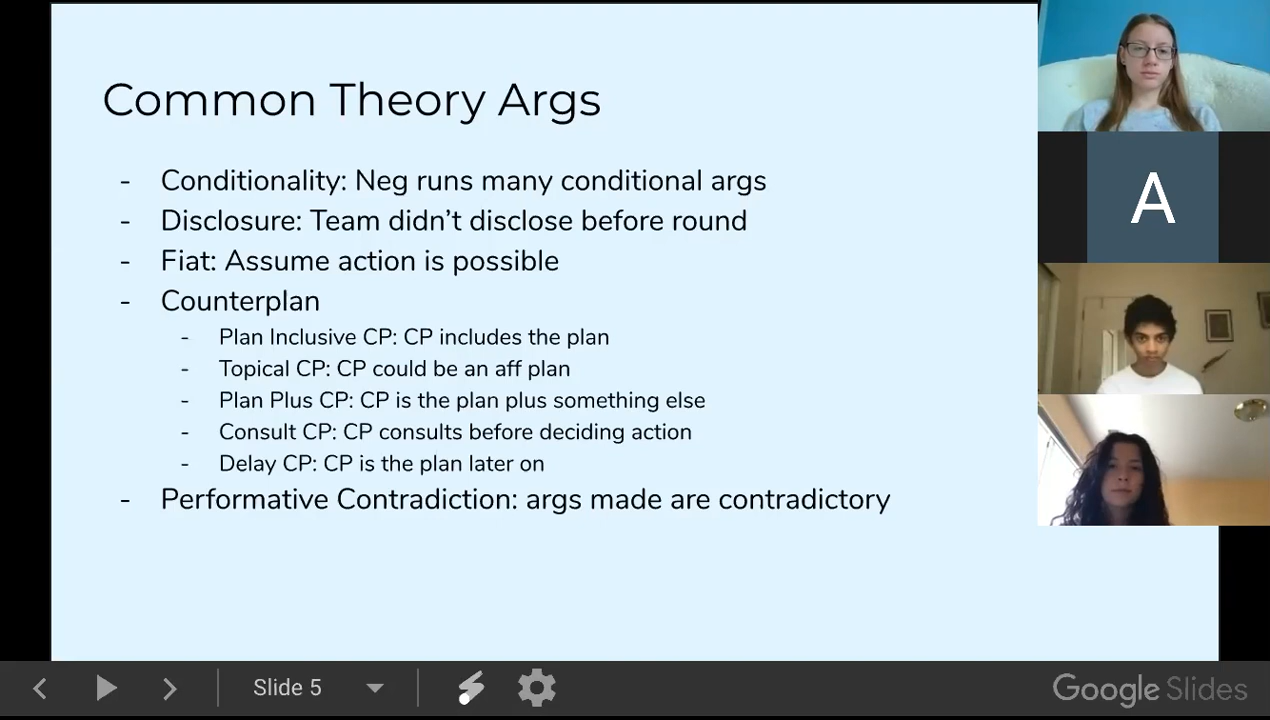 Common Theory Args
- Conditionality: Neg runs many conditional args
- Disclosure: Team didn’t disclose before round
- Fiat: Assume action is possible
- Counterplan
- Plan Inclusive CP: CP includes the plan
- Topical CP: CP could be an aff plan
- Plan Plus CP: CP is the plan plus something else
- Consult CP: CP consults before deciding action
- Delay CP: CP is the plan later on
- Performative Contradiction: args made are contradictory
A
Slide 5
Google Slides